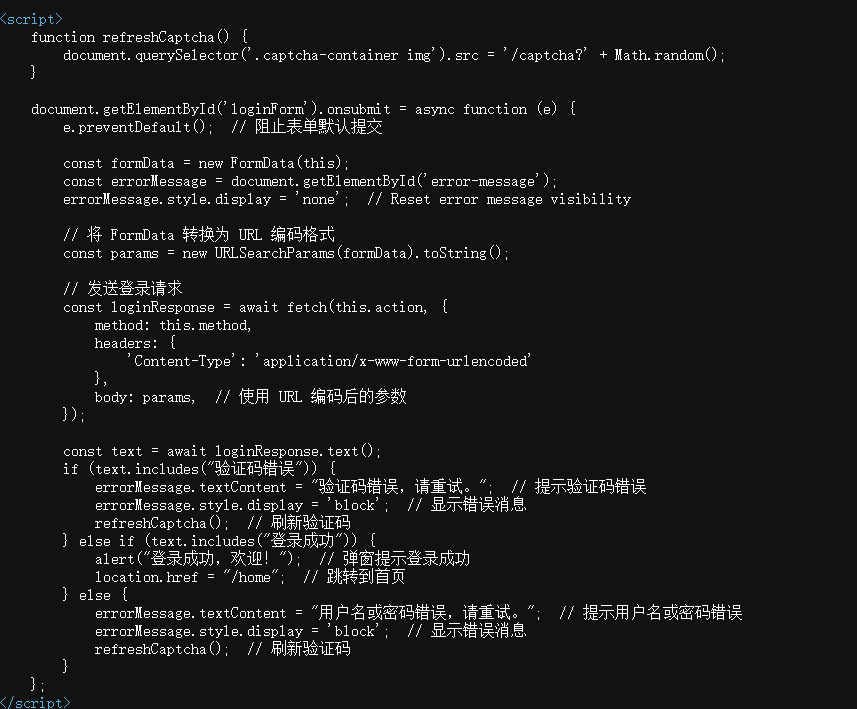 <script>
function refreshCaptcha() {
document.querySelector('.captcha-container img').src = '/captcha?' + Math.random();
}
document.getElementById('loginForm').onsubmit = async function (e) {
e.preventDefault();  // 阻止表单默认提交
const formData = new FormData(this);
const errorMessage = document.getElementById('error-message');
errorMessage.style.display = 'none';  // Reset error message visibility
// 将 FormData 转换为 URL 编码格式
const params = new URLSearchParams(formData).toString();
// 发送登录请求
const loginResponse = await fetch(this.action, {
method: this.method,
headers: {
'Content-Type': 'application/x-www-form-urlencoded'
},
body: params,  // 使用 URL 编码后的参数
});
const text = await loginResponse.text();
if (text.includes("验证码错误")) {
errorMessage.textContent = "验证码错误，请重试。";  // 提示验证码错误
errorMessage.style.display = 'block';  // 显示错误消息
refreshCaptcha();  // 刷新验证码
} else if (text.includes("登录成功")) {
alert("登录成功，欢迎！");  // 弹窗提示登录成功
location.href = "/home";  // 跳转到首页
} else {
errorMessage.textContent = "用户名或密码错误，请重试。";  // 提示用户名或密码错误
errorMessage.style.display = 'block';  // 显示错误消息
refreshCaptcha();  // 刷新验证码
}
};
</script>